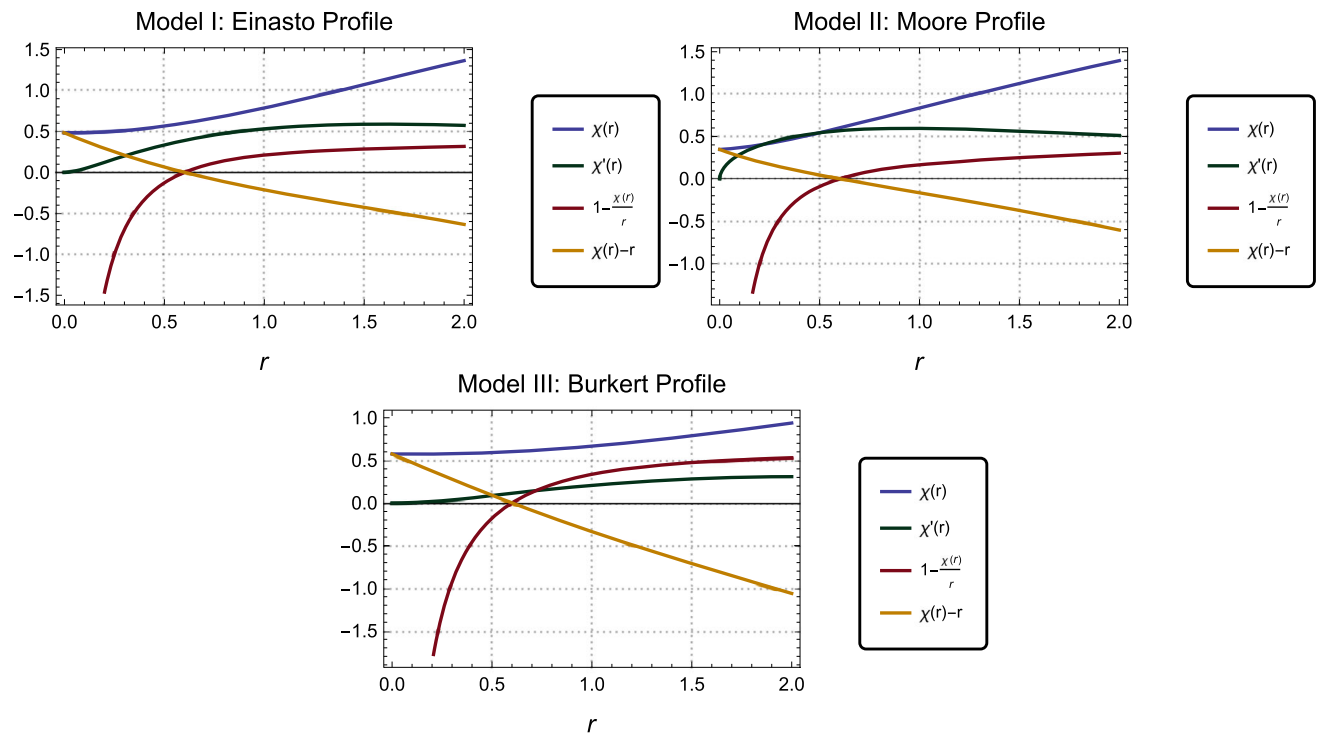 Model I: Einasto Profile
1.5
1.0
0.5
0.0
−0.5
−1.0
−1.5
0.0 0.5 1.0 1.5 2.0
r
χ(r)
χ'(r)
1−χ(r)/r
χ(r)−r
Model II: Moore Profile
1.5
1.0
0.5
0.0
−0.5
−1.0
0.0 0.5 1.0 1.5 2.0
r
χ(r)
χ'(r)
1−χ(r)/r
χ(r)−r
Model III: Burkert Profile
1.0
0.5
0.0
−0.5
−1.0
−1.5
0.0 0.5 1.0 1.5 2.0
r
χ(r)
χ'(r)
1−χ(r)/r
χ(r)−r